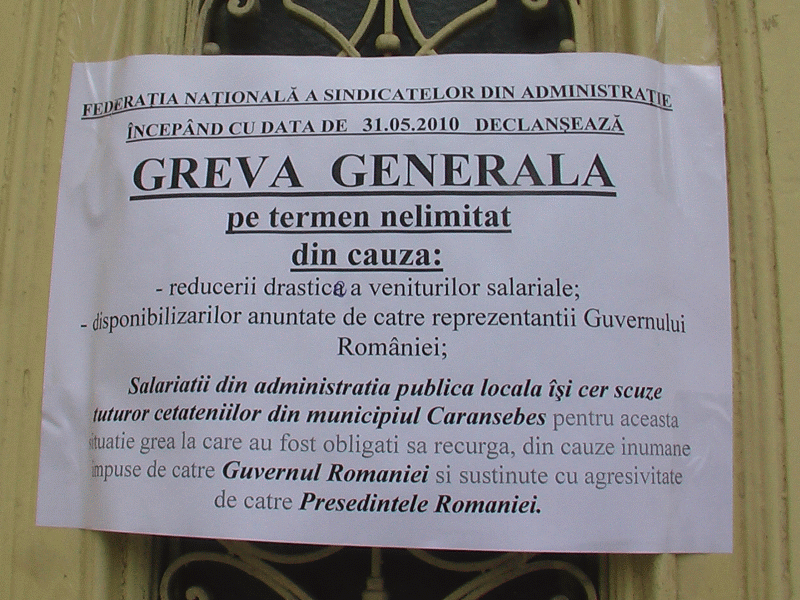 FEDERATIA NAȚIONALĂ A SINDICATELOR DIN ADMINISTRAȚIE
ÎNCEPÂND CU DATA DE 31.05.2010 DECLANȘEAZĂ
GREVA GENERALA
pe termen nelimitat
din cauza:
- reducerii drastica a veniturilor salariale;
- disponibilizarilor anuntate de catre reprezentantii Guvernului
României;
Salariatii din administratia publica locala își cer scuze
tuturor cetateniilor din municipiul Caransebes pentru aceasta
situatie grea la care au fost obligati sa recurga, din cauze inumane
impuse de catre Guvernul Romaniei si sustinute cu agresivitate
de catre Presedintele Romaniei.